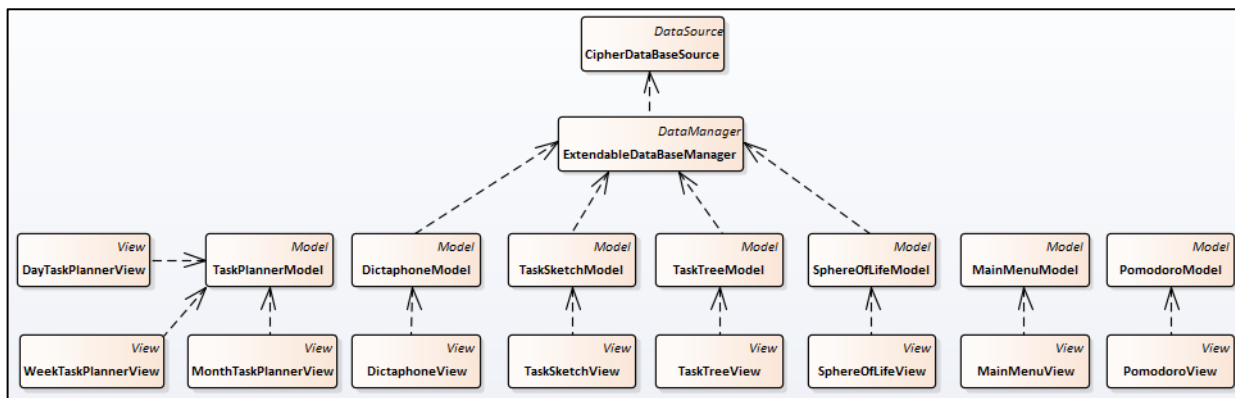 DataSource
CipherDataBaseSource
DataManager
ExtendableDataBaseManager
View
DayTaskPlannerView
Model
TaskPlannerModel
Model
DictaphoneModel
Model
TaskSketchModel
Model
TaskTreeModel
Model
SphereOfLifeModel
Model
MainMenuModel
Model
PomodoroModel
View
WeekTaskPlannerView
View
MonthTaskPlannerView
View
DictaphoneView
View
TaskSketchView
View
TaskTreeView
View
SphereOfLifeView
View
MainMenuView
View
PomodoroView